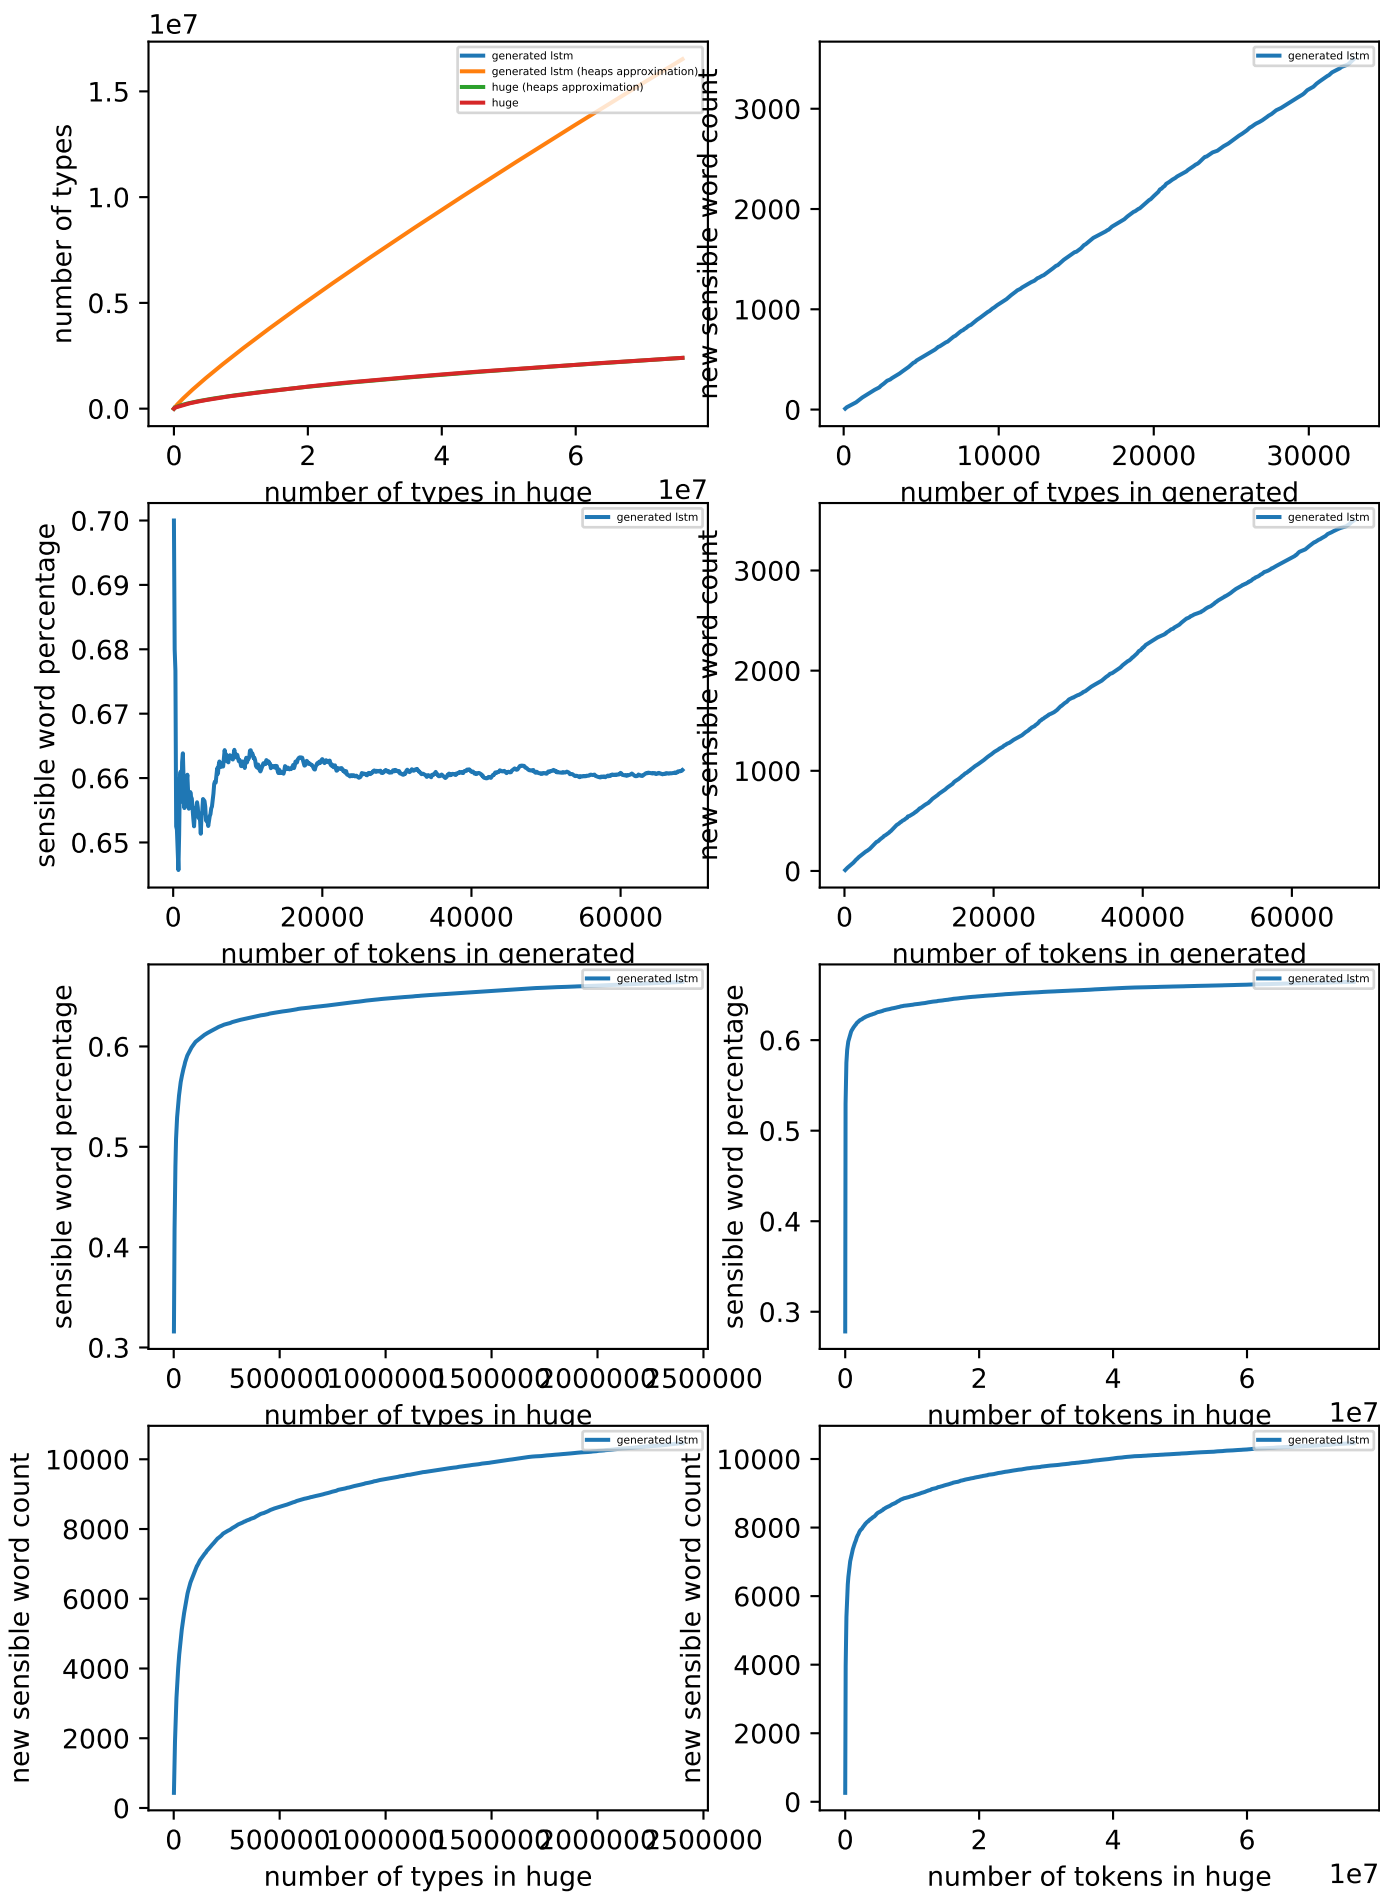 1e7
generated lstm
generated lstm (heaps approximation)
huge (heaps approximation)
huge
number of types
1.5
1.0
0.5
0.0
0 2 4 6
1e7
number of types in huge
generated lstm
new sensible word count
3000
2000
1000
0
0 10000 20000 30000
number of types in generated
generated lstm
sensible word percentage
0.70
0.69
0.68
0.67
0.66
0.65
0 20000 40000 60000
number of tokens in generated
generated lstm
new sensible word count
3000
2000
1000
0
0 20000 40000 60000
number of tokens in generated
generated lstm
sensible word percentage
0.6
0.5
0.4
0.3
0 500000 1000000 1500000 2000000 2500000
number of types in huge
generated lstm
sensible word percentage
0.6
0.5
0.4
0.3
0 2 4 6
1e7
number of tokens in huge
generated lstm
new sensible word count
10000
8000
6000
4000
2000
0
0 500000 1000000 1500000 2000000 2500000
number of types in huge
generated lstm
new sensible word count
10000
8000
6000
4000
2000
0
0 2 4 6
1e7
number of tokens in huge